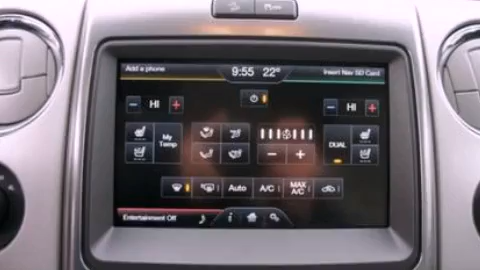 Add a phone
9:55 22°
Insert Nav SD Card
HI
HI
My
Temp
DUAL
Auto
A/C
MAX
A/C
Entertainment Off